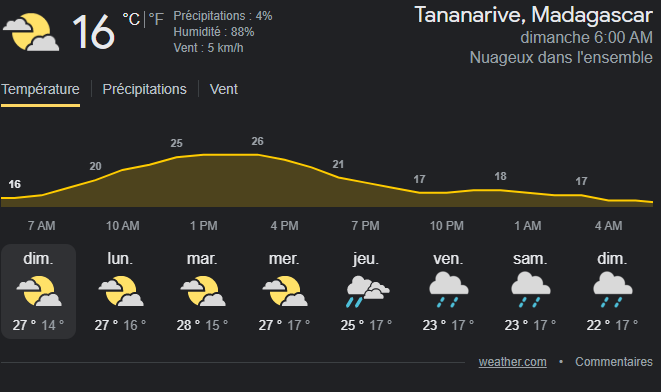 16 °C | °F
Précipitations : 4%
Humidité : 88%
Vent : 5 km/h
Tananarive, Madagascar
dimanche 6:00 AM
Nuageux dans l'ensemble
Température | Précipitations | Vent
16 20 25 26 21 17 18 17
7 AM 10 AM 1 PM 4 PM 7 PM 10 PM 1 AM 4 AM
dim. lun. mar. mer. jeu. ven. sam. dim.
27 ° 14 ° 27 ° 16 ° 28 ° 15 ° 27 ° 17 ° 25 ° 17 ° 23 ° 17 ° 23 ° 17 ° 22 ° 17 °
weather.com • Commentaires